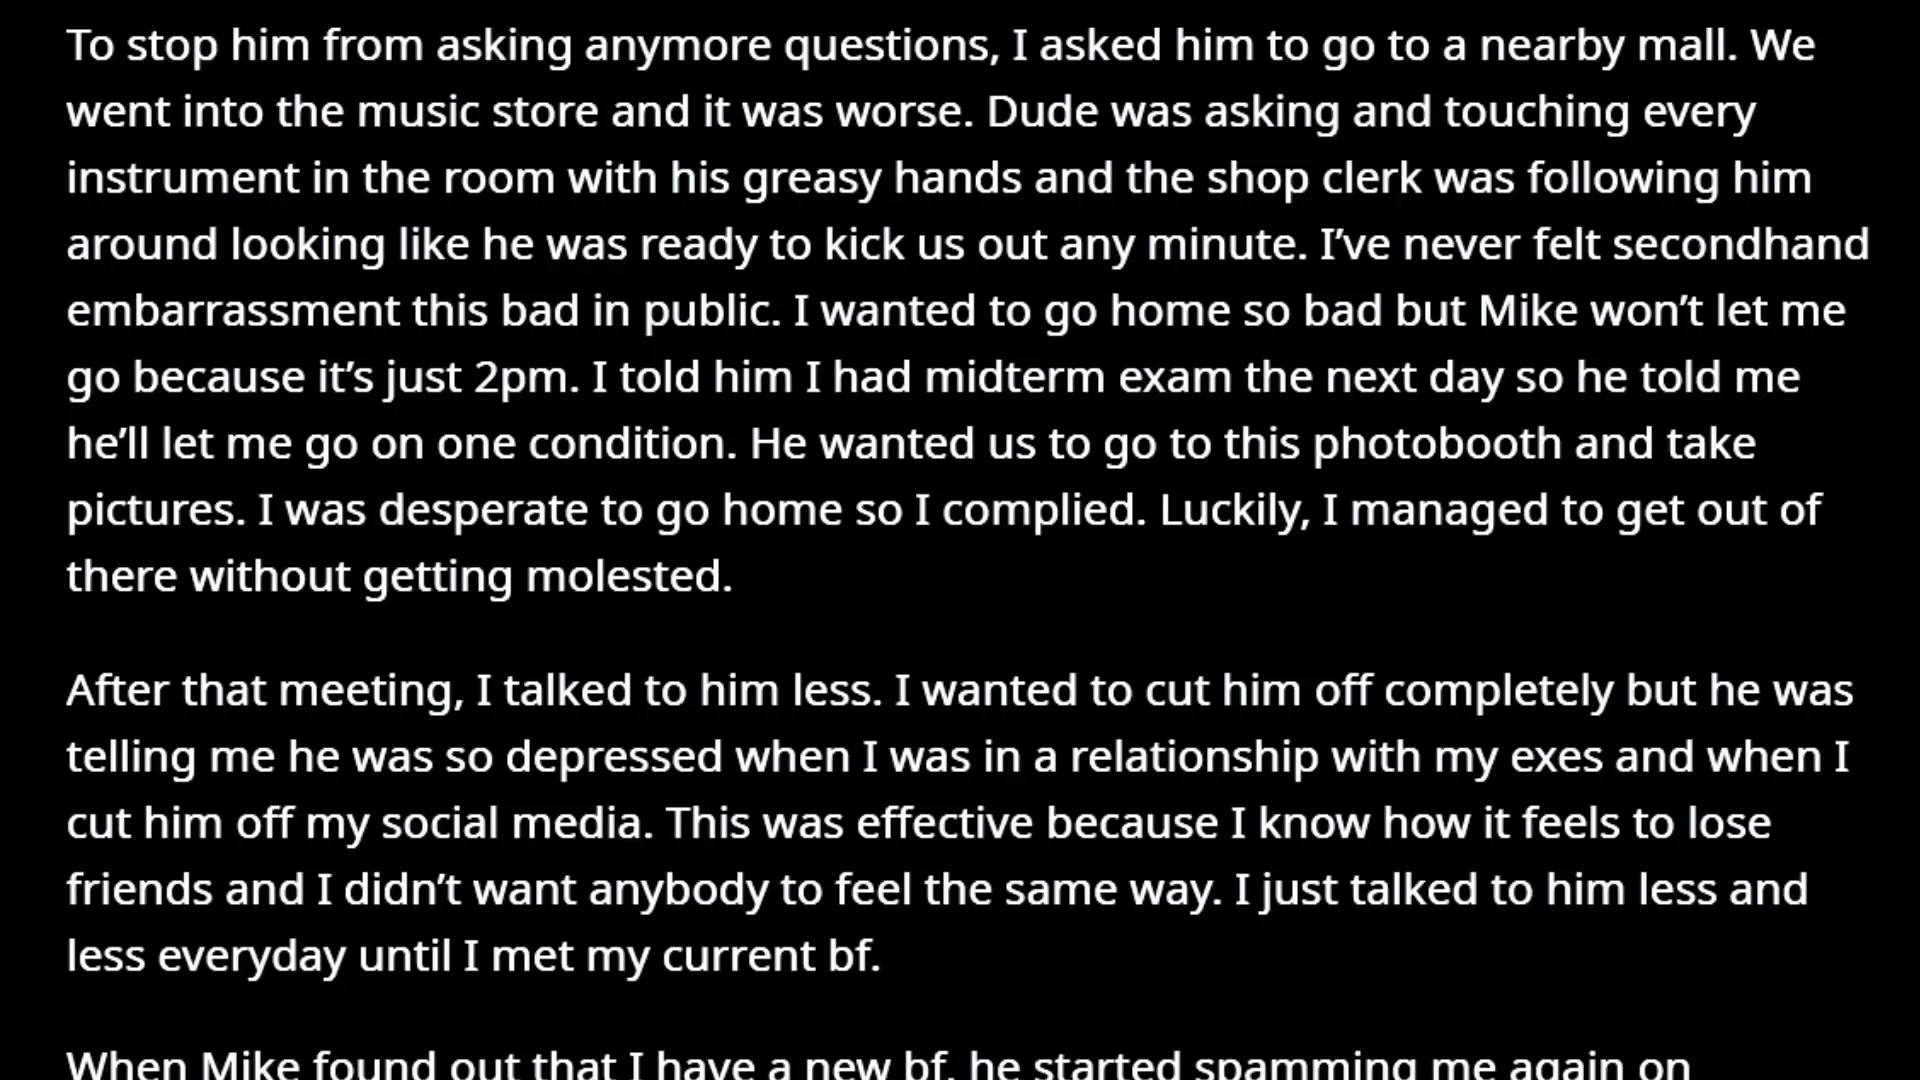 To stop him from asking anymore questions, I asked him to go to a nearby mall. We
went into the music store and it was worse. Dude was asking and touching every
instrument in the room with his greasy hands and the shop clerk was following him
around looking like he was ready to kick us out any minute. I’ve never felt secondhand
embarrassment this bad in public. I wanted to go home so bad but Mike won’t let me
go because it’s just 2pm. I told him I had midterm exam the next day so he told me
he’ll let me go on one condition. He wanted us to go to this photobooth and take
pictures. I was desperate to go home so I complied. Luckily, I managed to get out of
there without getting molested.
After that meeting, I talked to him less. I wanted to cut him off completely but he was
telling me he was so depressed when I was in a relationship with my exes and when I
cut him off my social media. This was effective because I know how it feels to lose
friends and I didn’t want anybody to feel the same way. I just talked to him less and
less everyday until I met my current bf.
When Mike found out that I have a new bf, he started spamming me again on